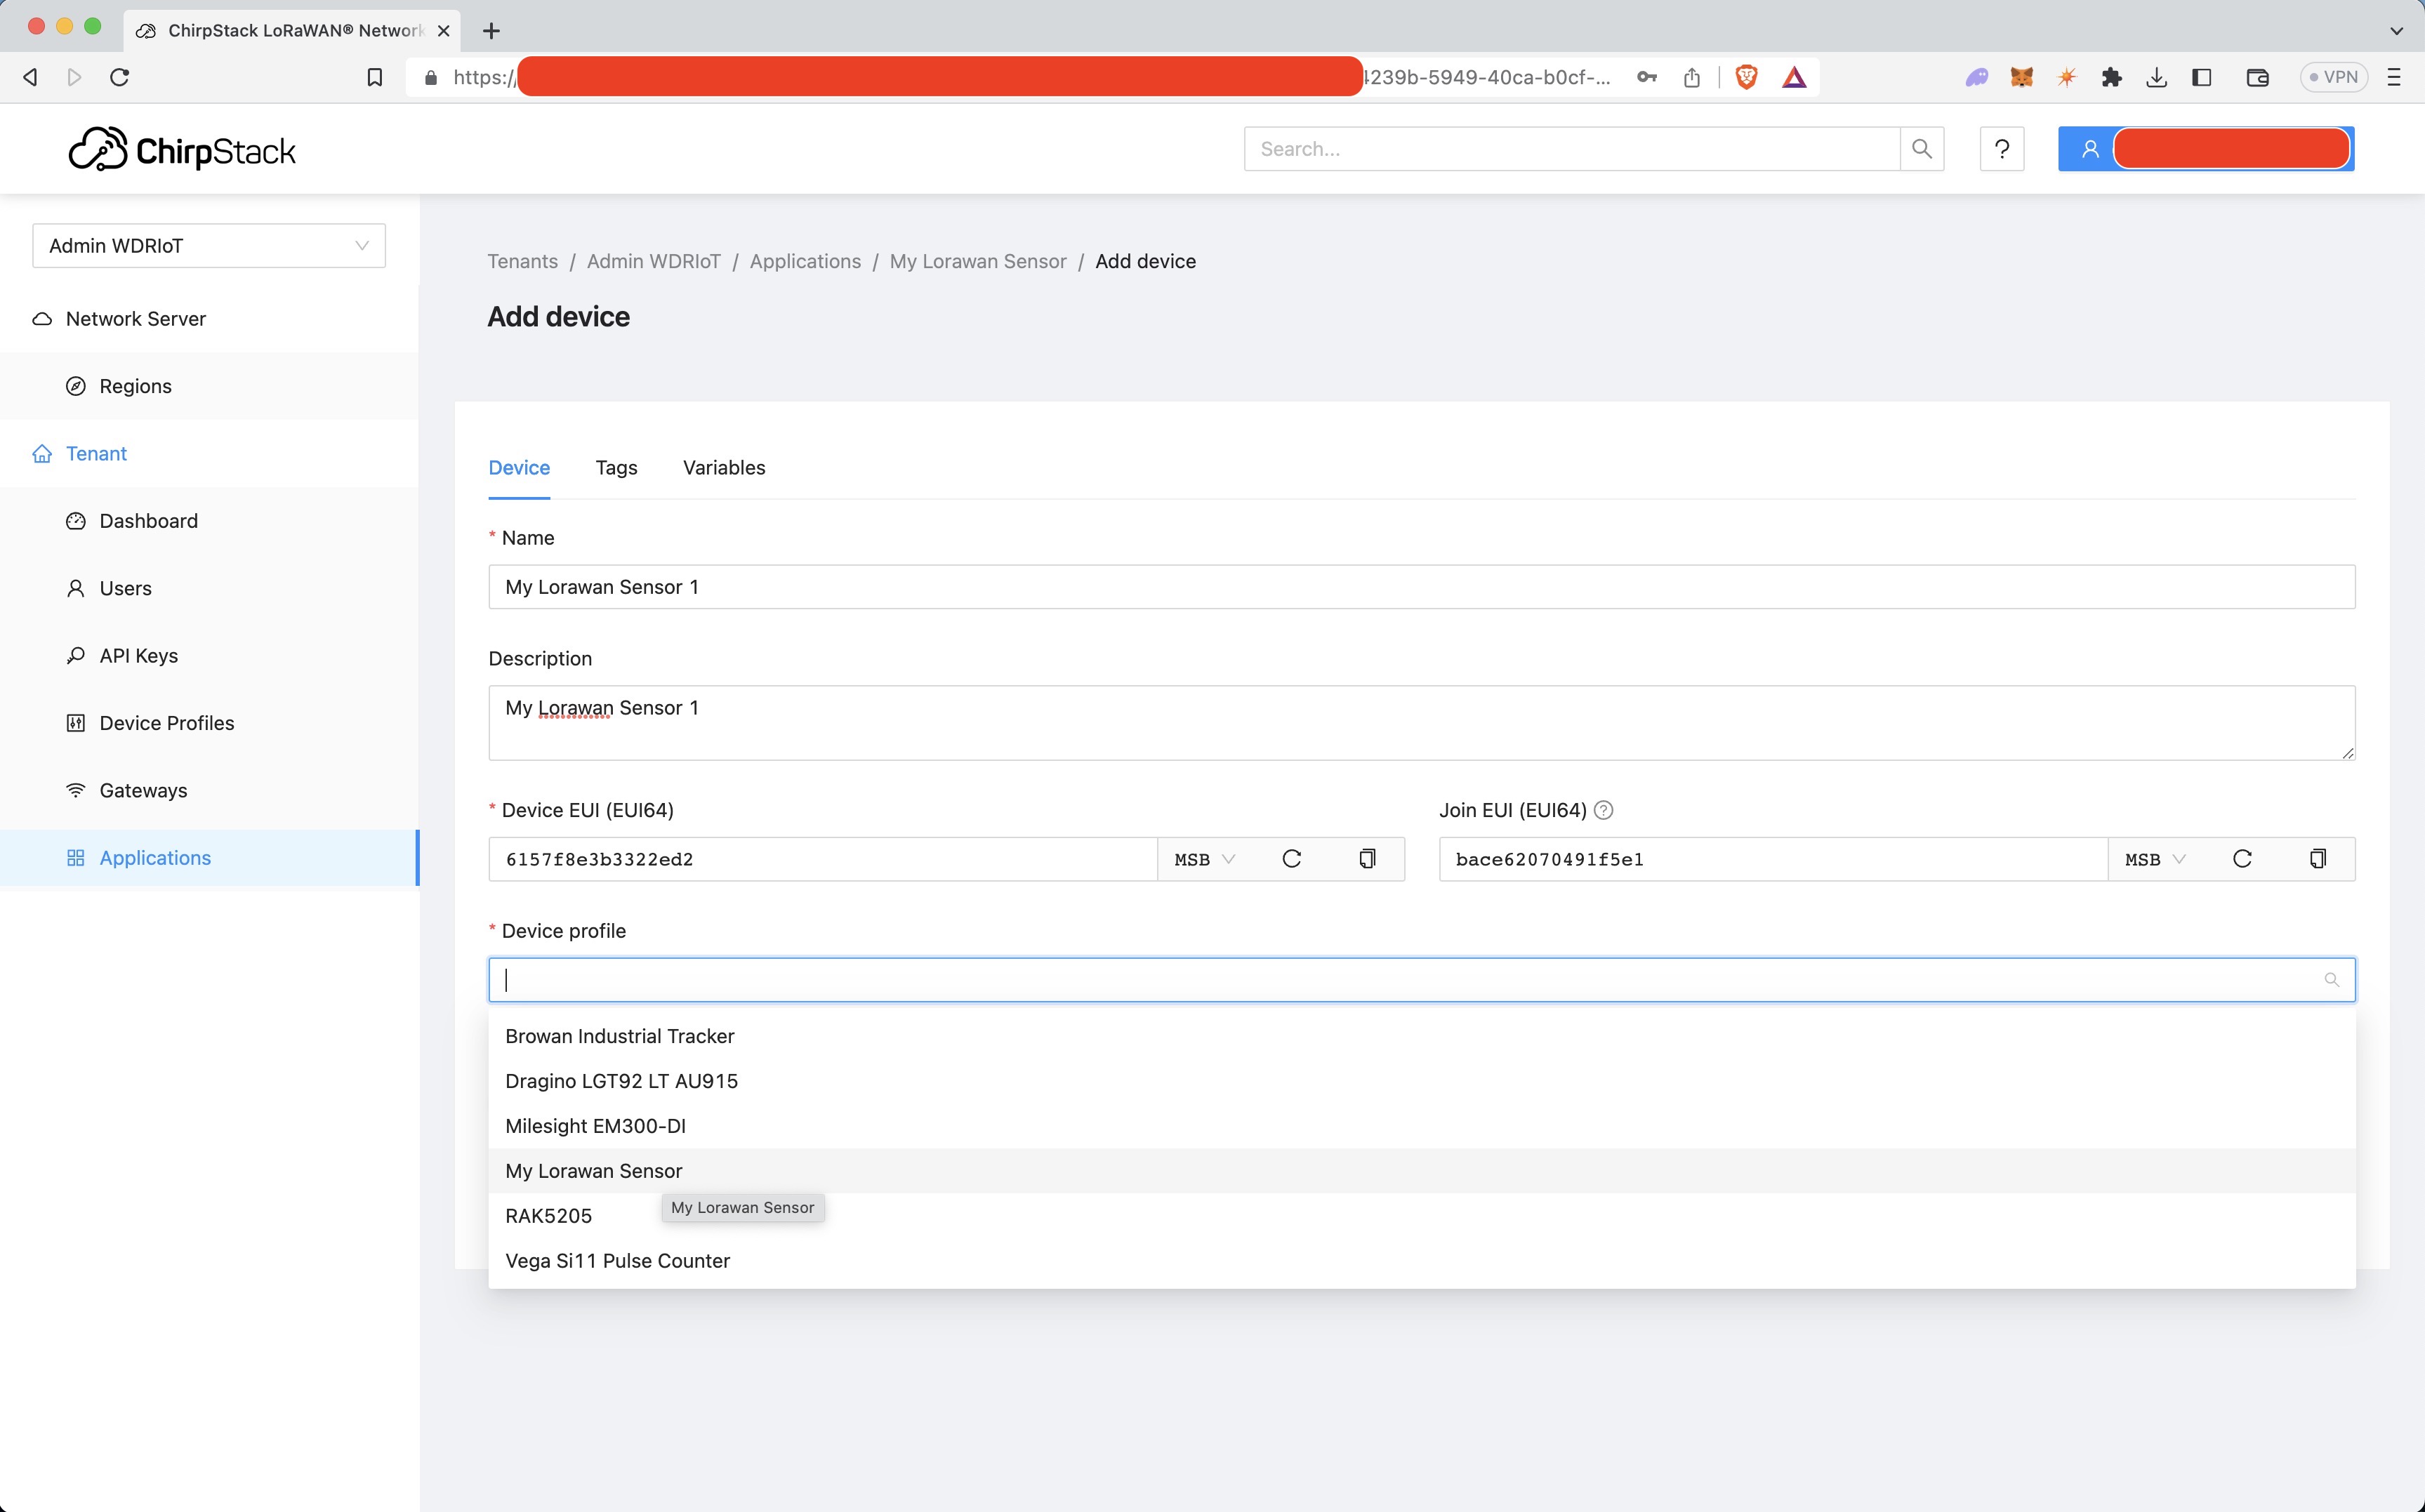 ChirpStack LoRaWAN® Network
https://
239b-5949-40ca-b0cf-...
VPN
ChirpStack
Search...
?
Admin WDRIoT
Network Server
Regions
Tenant
Dashboard
Users
API Keys
Device Profiles
Gateways
Applications
Tenants / Admin WDRIoT / Applications / My Lorawan Sensor / Add device
Add device
Device Tags Variables
* Name
My Lorawan Sensor 1
Description
My Lorawan Sensor 1
* Device EUI (EUI64) Join EUI (EUI64) ?
6157f8e3b3322ed2 MSB bace62070491f5e1 MSB
* Device profile
Browan Industrial Tracker
Dragino LGT92 LT AU915
Milesight EM300-DI
My Lorawan Sensor
My Lorawan Sensor
RAK5205
Vega Si11 Pulse Counter